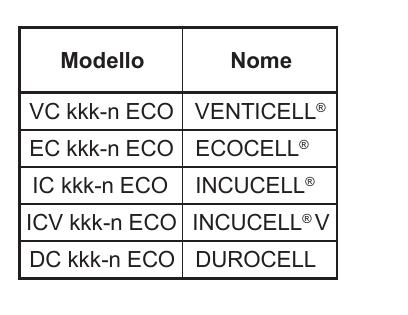 Modello Nome
VC kkk-n ECO VENTICELL®
EC kkk-n ECO ECOCELL®
IC kkk-n ECO INCUCELL®
ICV kkk-n ECO INCUCELL® V
DC kkk-n ECO DUROCELL